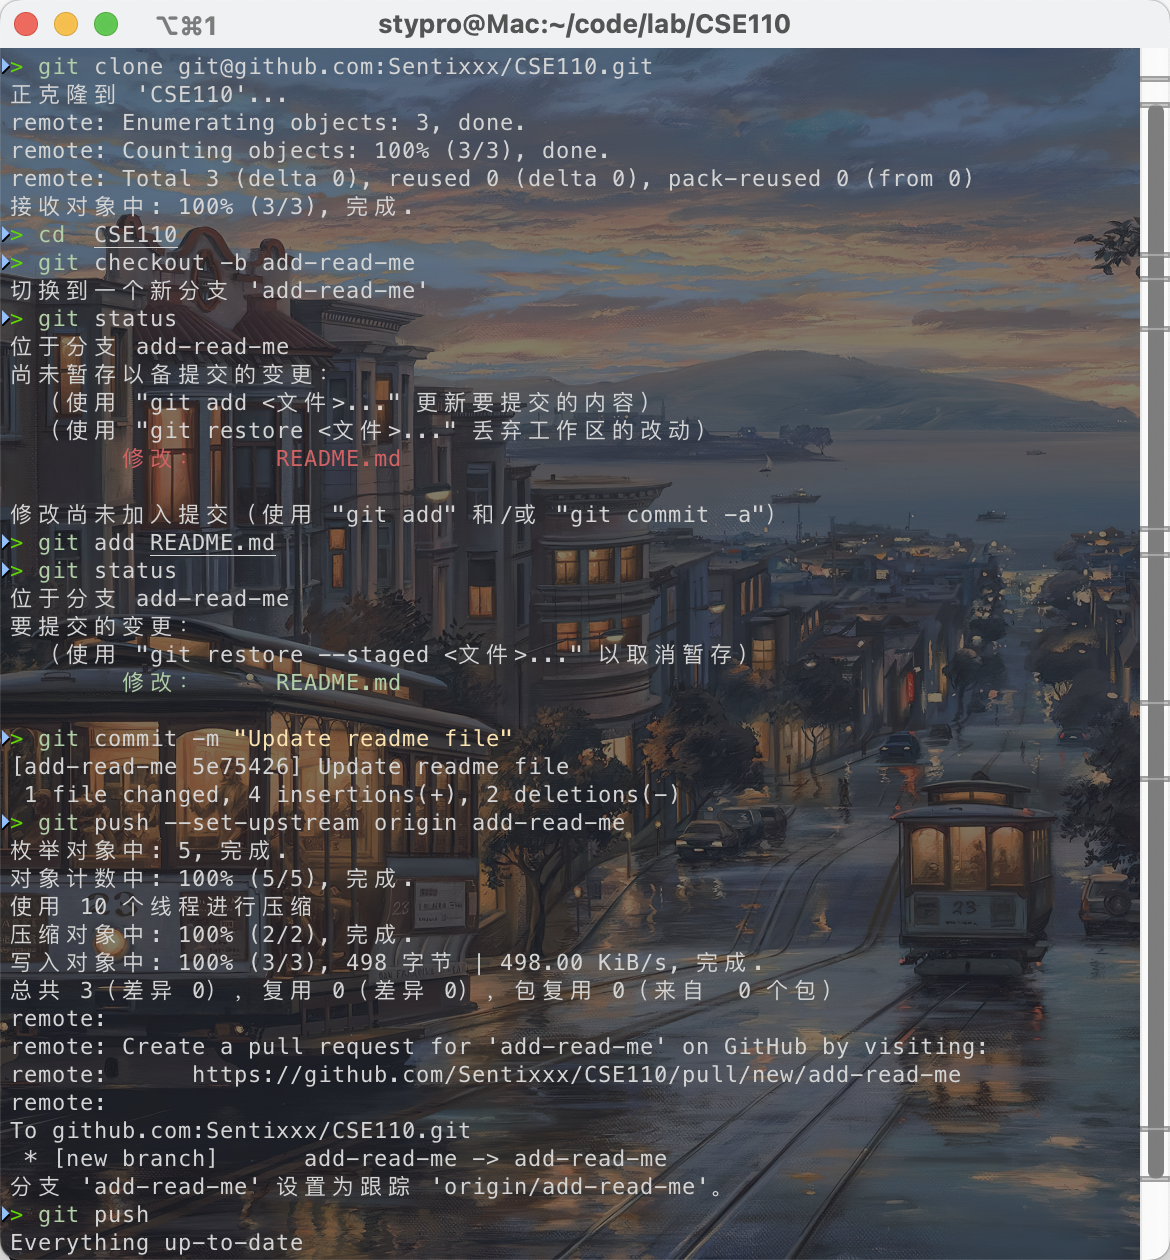 ⌥⌘1
stypro@Mac:~/code/lab/CSE110
> git clone git@github.com:Sentixxx/CSE110.git
正克隆到 'CSE110'...
remote: Enumerating objects: 3, done.
remote: Counting objects: 100% (3/3), done.
remote: Total 3 (delta 0), reused 0 (delta 0), pack-reused 0 (from 0)
接收对象中: 100% (3/3), 完成.
> cd  CSE110
> git checkout -b add-read-me
切换到一个新分支 'add-read-me'
> git status
位于分支 add-read-me
尚未暂存以备提交的变更：
  （使用 "git add <文件>..." 更新要提交的内容）
  （使用 "git restore <文件>..." 丢弃工作区的改动）
        修改：     README.md

修改尚未加入提交（使用 "git add" 和/或 "git commit -a"）
> git add README.md
> git status
位于分支 add-read-me
要提交的变更：
  （使用 "git restore --staged <文件>..." 以取消暂存）
        修改：     README.md

> git commit -m "Update readme file"
[add-read-me 5e75426] Update readme file
 1 file changed, 4 insertions(+), 2 deletions(-)
> git push --set-upstream origin add-read-me
枚举对象中: 5, 完成.
对象计数中: 100% (5/5), 完成.
使用 10 个线程进行压缩
压缩对象中: 100% (2/2), 完成.
写入对象中: 100% (3/3), 498 字节 | 498.00 KiB/s, 完成.
总共 3（差异 0），复用 0（差异 0），包复用 0（来自  0 个包）
remote:
remote: Create a pull request for 'add-read-me' on GitHub by visiting:
remote:      https://github.com/Sentixxx/CSE110/pull/new/add-read-me
remote:
To github.com:Sentixxx/CSE110.git
 * [new branch]      add-read-me -> add-read-me
分支 'add-read-me' 设置为跟踪 'origin/add-read-me'。
> git push
Everything up-to-date
23
23